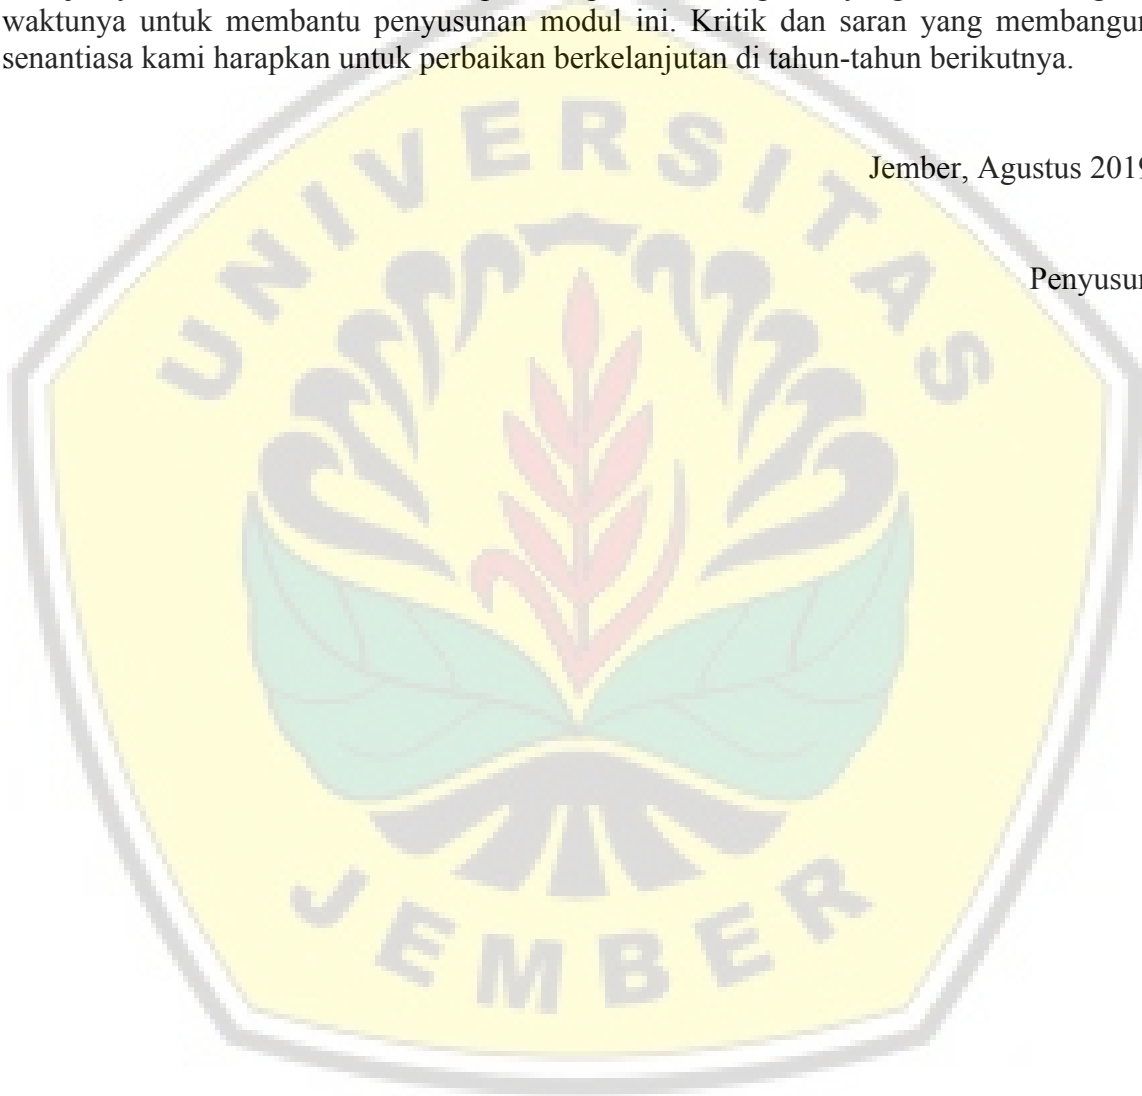 waktunya untuk membantu penyusunan modul ini. Kritik dan saran yang membangun
senantiasa kami harapkan untuk perbaikan berkelanjutan di tahun-tahun berikutnya.
Jember, Agustus 2019
Penyusun
UNIVERSITAS
JEMBER